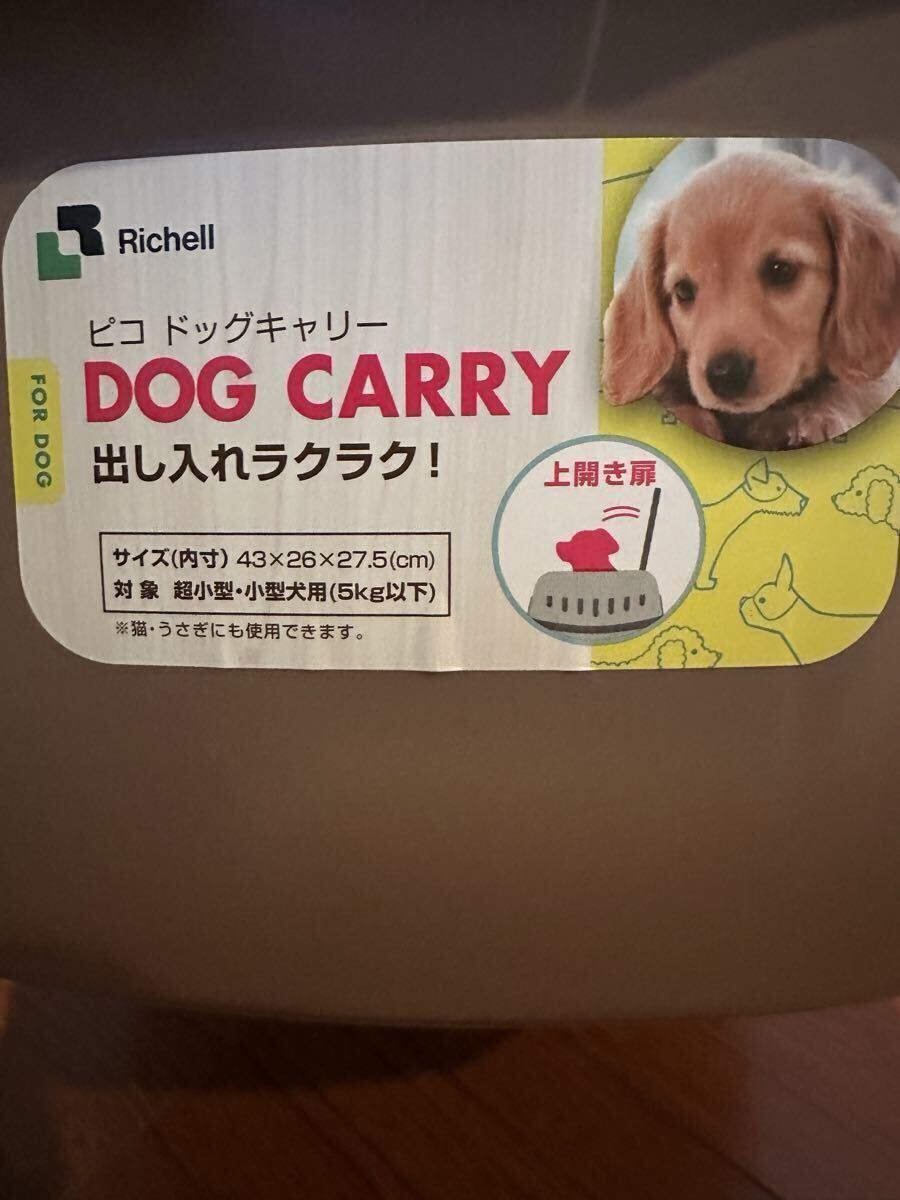 Richell
ピコ ドッグキャリー
DOG CARRY
FOR DOG
出し入れラクラク!
上開き扉
サイズ(内寸) 43×26×27.5(cm)
対象 超小型・小型犬用(5kg以下)
※猫・うさぎにも使用できます。